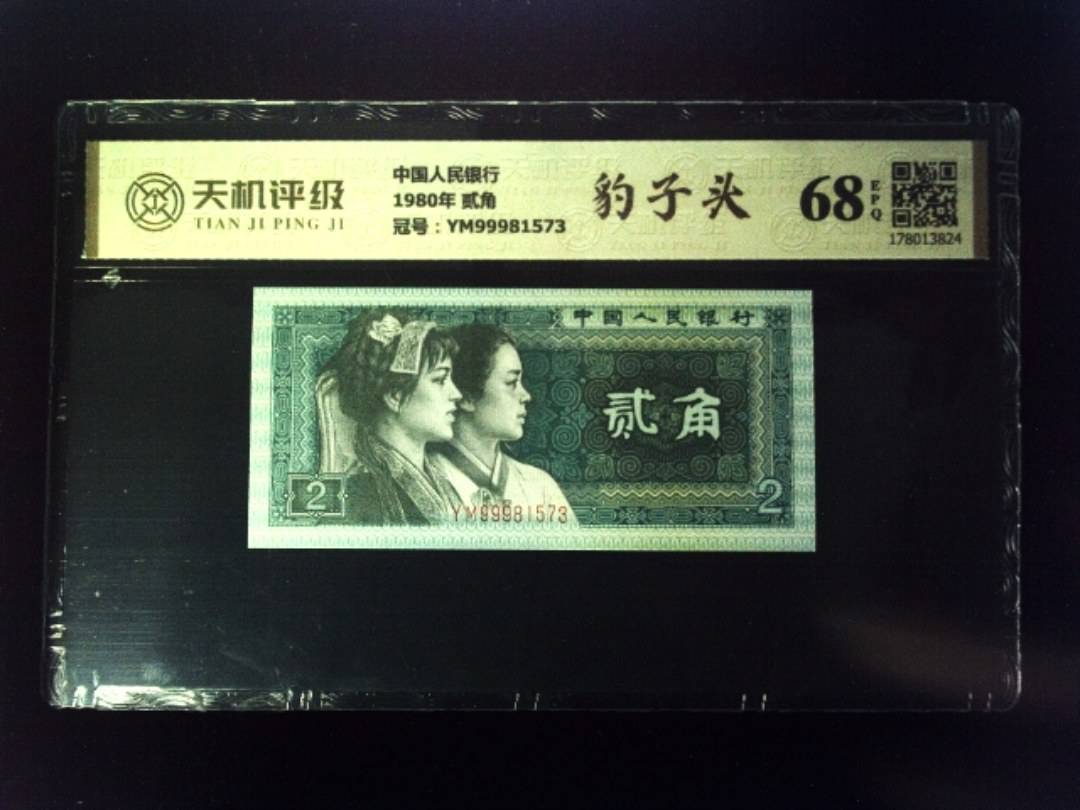 天机评级
TIAN JI PING JI
中国人民银行
1980年 贰角
冠号：YM99981573
豹子头
68
EPQ
178013824
中国人民银行
贰角
2
2
YM99981573